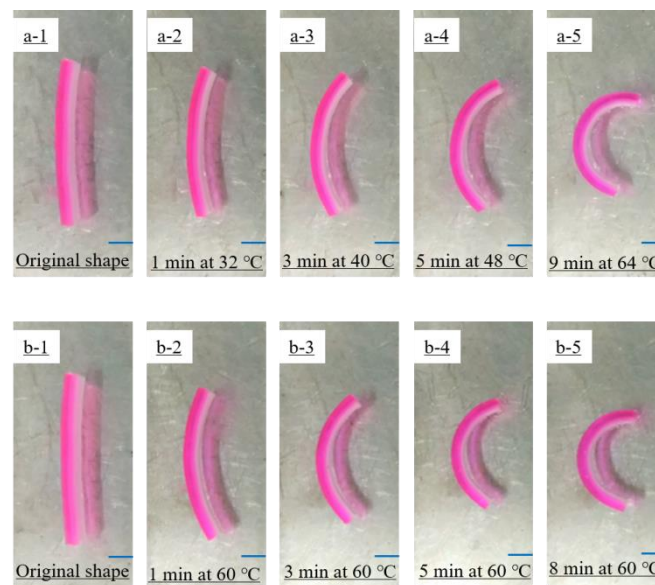 a-1
a-2
a-3
a-4
a-5
Original shape
1 min at 32 ℃
3 min at 40 ℃
5 min at 48 ℃
9 min at 64 ℃
b-1
b-2
b-3
b-4
b-5
Original shape
1 min at 60 ℃
3 min at 60 ℃
5 min at 60 ℃
8 min at 60 ℃